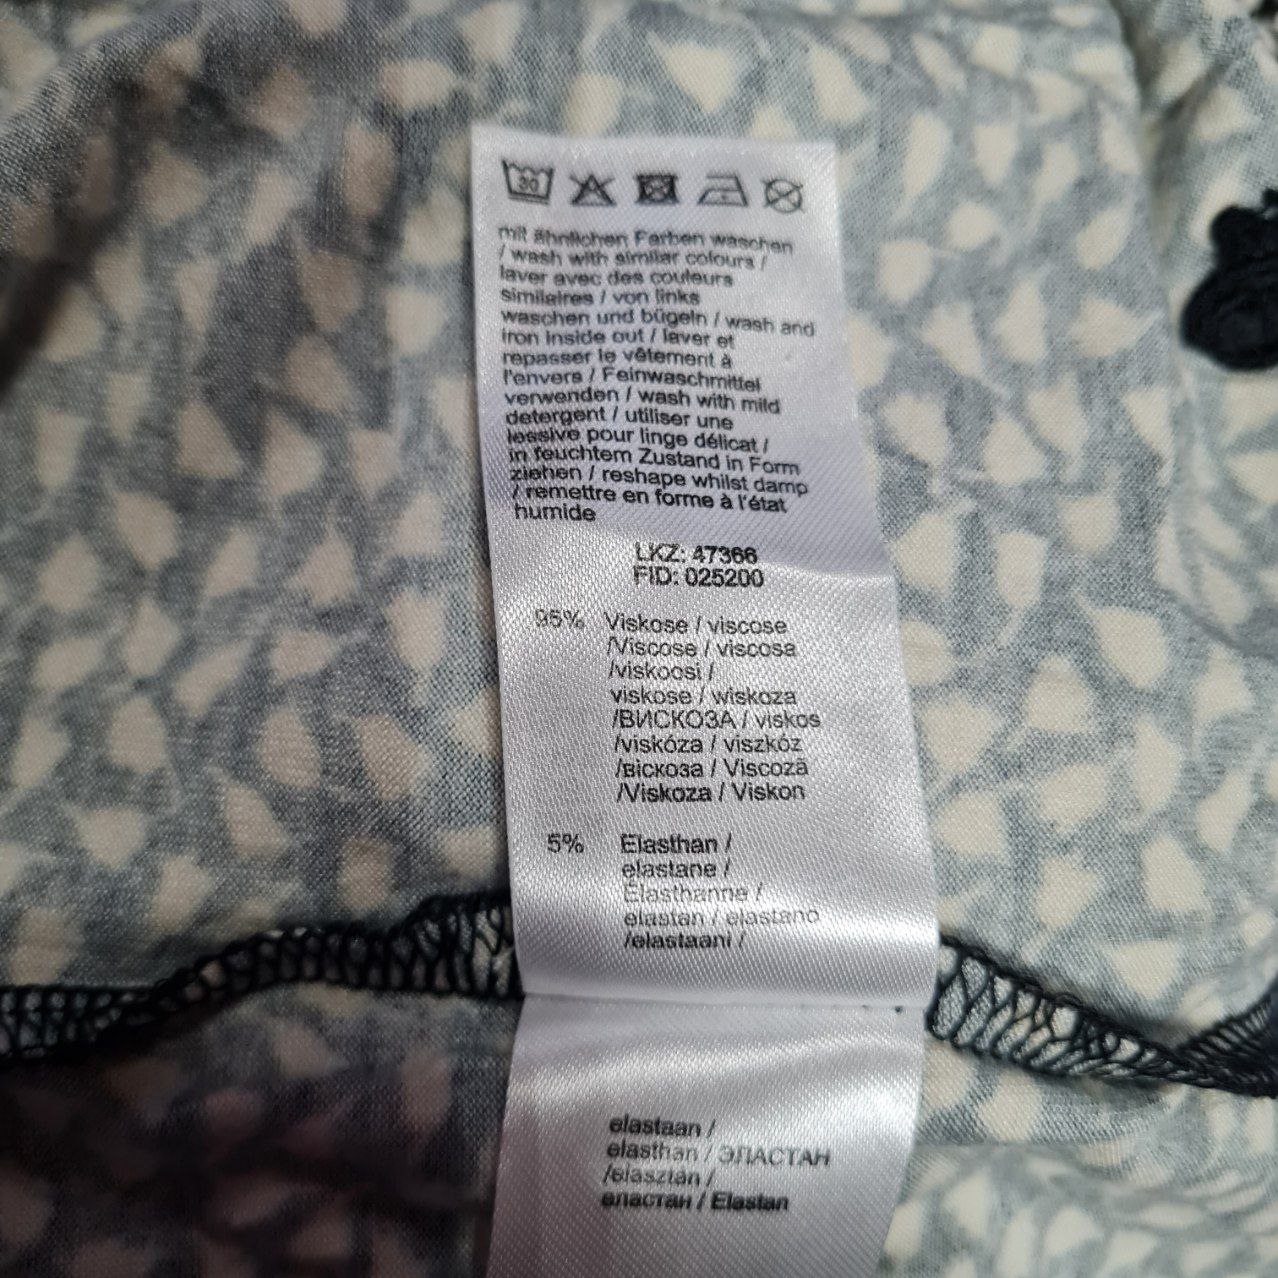 30
mit ähnlichen Farben waschen
/ wash with similar colours /
laver avec des couleurs
similaires / von links
waschen und bügeln / wash and
iron inside out / laver et
repasser le vêtement à
l'envers / Feinwaschmittel
verwenden / wash with mild
detergent / utiliser une
lessive pour linge délicat /
in feuchtem Zustand in Form
ziehen / reshape whilst damp
/ remettre en forme à l'état
humide
LKZ: 47366
FID: 025200
95% Viskose / viscose
/Viscose / viscosa
/viskoosi /
viskose / wiskoza
/ВИСКОЗА / viskos
/viskóza / viszkóz
/віскоза / Viscoză
/Viskoza / Viskon
5% Elasthan /
elastane /
Élasthanne /
elastan / elastano
/elastaani /
elastaan /
elasthan / ЭЛАСТАН
/elasztán /
еластан / Elastan